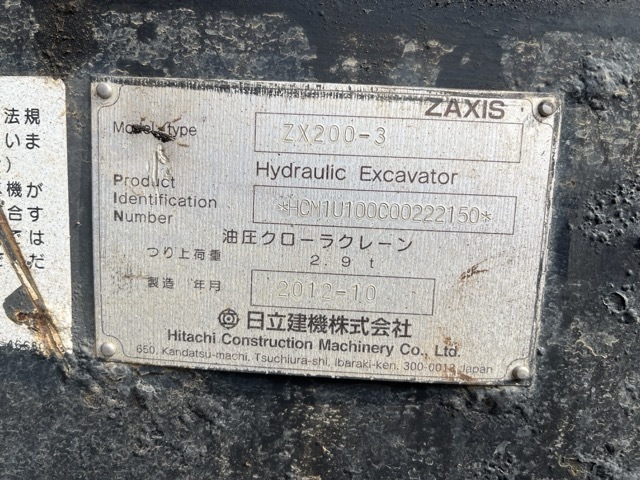 ZAXIS
Model type ZX200-3
Hydraulic Excavator
Product
Identification
Number
*HCM1U100C00222150*
油圧クローラクレーン
つり上荷重 2.9 t
製造 年月 2012-10
日立建機株式会社
Hitachi Construction Machinery Co., Ltd.
650, Kandatsu-machi, Tsuchiura-shi, Ibaraki-ken, 300-0013 Japan
法規
いま
)
機が
合す
では
だ